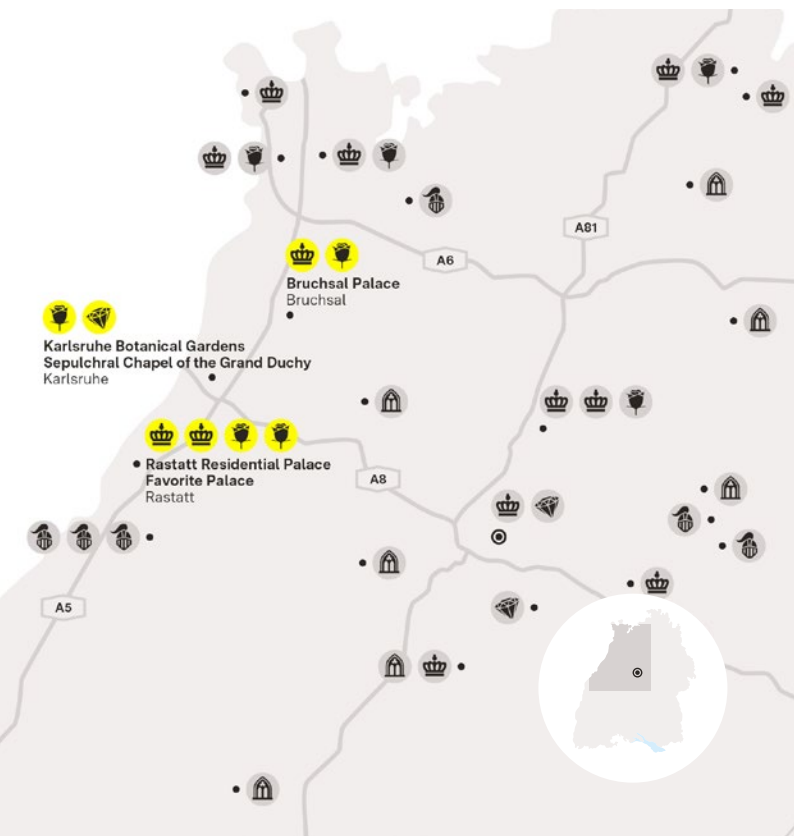 A81
A6
Bruchsal Palace
Bruchsal
Karlsruhe Botanical Gardens
Sepulchral Chapel of the Grand Duchy
Karlsruhe
Rastatt Residential Palace
Favorite Palace
Rastatt
A8
A5